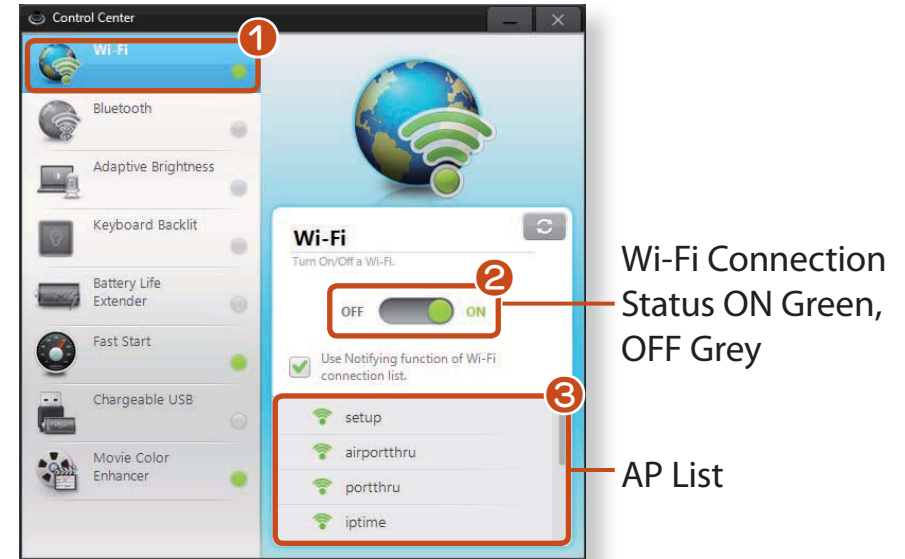 Control Center
1
Wi-Fi
Bluetooth
Adaptive Brightness
Keyboard Backlit
Battery Life
Extender
Fast Start
Chargeable USB
Movie Color
Enhancer
Wi-Fi
Turn On/Off a Wi-Fi.
2
OFF ON
Use Notifying function of Wi-Fi
connection list.
3
setup
airportthru
portthru
iptime
Wi-Fi Connection
Status ON Green,
OFF Grey
AP List